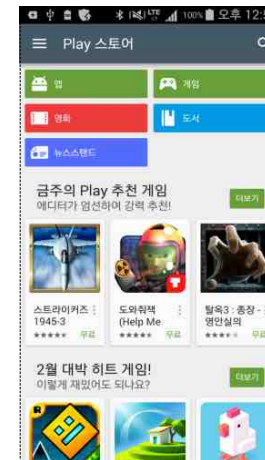 LTE 100% 오후 12:5
Play 스토어
앱
게임
영화
도서
뉴스스탠드
금주의 Play 추천 게임
에디터가 엄선하여 강력 추천!
더보기
스트라이커즈
1945-3
무료
도와줘잭
(Help Me
무료
탈옥3 : 종장 -
영안실의
무료
2월 대박 히트 게임!
이렇게 재밌어도 되나요?
더보기